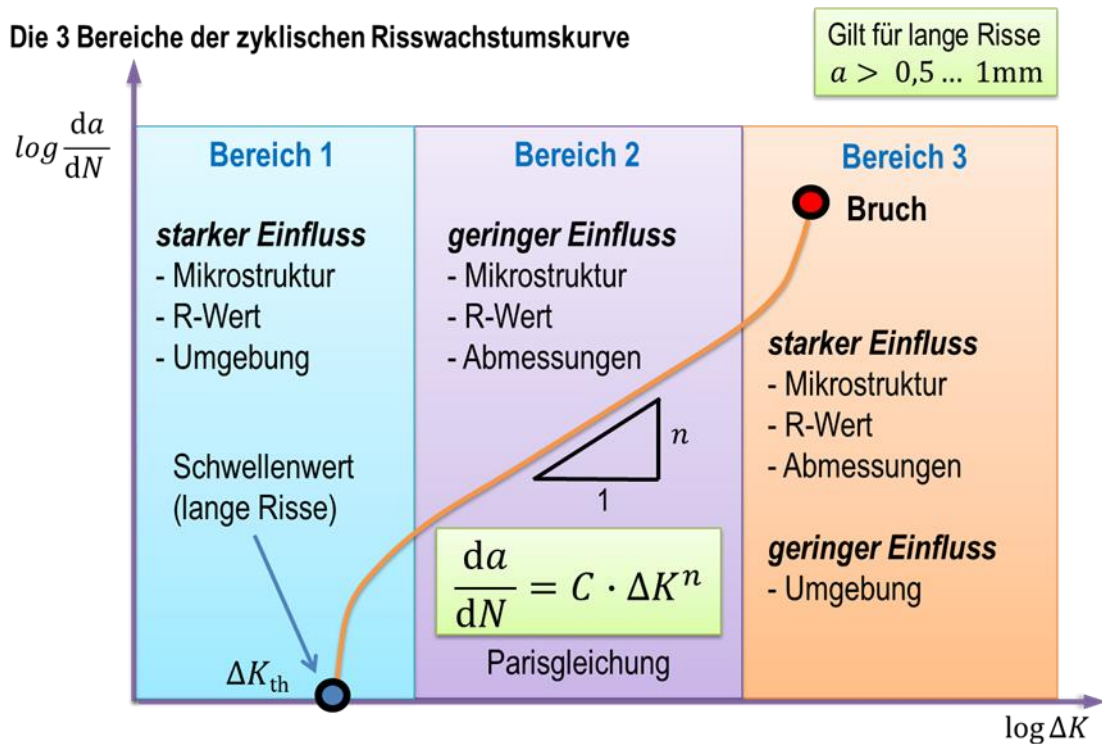 Die 3 Bereiche der zyklischen Risswachstumskurve
Gilt für lange Risse
a > 0,5 … 1mm
log da/dN
Bereich 1
starker Einfluss
- Mikrostruktur
- R-Wert
- Umgebung
Schwellenwert
(lange Risse)
ΔK_th
Bereich 2
geringer Einfluss
- Mikrostruktur
- R-Wert
- Abmessungen
n
1
da/dN = C · ΔK^n
Parisgleichung
Bereich 3
Bruch
starker Einfluss
- Mikrostruktur
- R-Wert
- Abmessungen
geringer Einfluss
- Umgebung
log ΔK